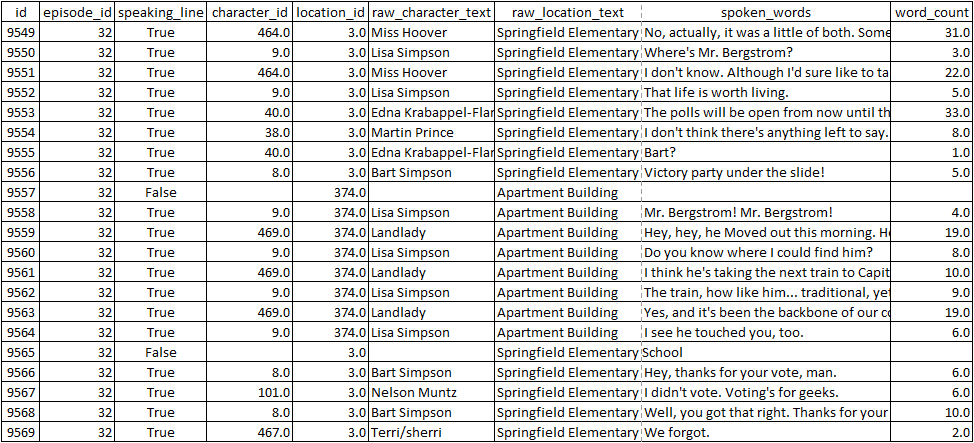 id episode_id speaking_line character_id location_id raw_character_text raw_location_text spoken_words word_count
9549 32 True 464.0 3.0 Miss Hoover Springfield Elementary No, actually, it was a little of both. Some 31.0
9550 32 True 9.0 3.0 Lisa Simpson Springfield Elementary Where's Mr. Bergstrom? 3.0
9551 32 True 464.0 3.0 Miss Hoover Springfield Elementary I don't know. Although I'd sure like to ta 22.0
9552 32 True 9.0 3.0 Lisa Simpson Springfield Elementary That life is worth living. 5.0
9553 32 True 40.0 3.0 Edna Krabappel-Flan Springfield Elementary The polls will be open from now until th 33.0
9554 32 True 38.0 3.0 Martin Prince Springfield Elementary I don't think there's anything left to say. 8.0
9555 32 True 40.0 3.0 Edna Krabappel-Flan Springfield Elementary Bart? 1.0
9556 32 True 8.0 3.0 Bart Simpson Springfield Elementary Victory party under the slide! 5.0
9557 32 False 374.0 Apartment Building
9558 32 True 9.0 374.0 Lisa Simpson Apartment Building Mr. Bergstrom! Mr. Bergstrom! 4.0
9559 32 True 469.0 374.0 Landlady Apartment Building Hey, hey, he Moved out this morning. He 19.0
9560 32 True 9.0 374.0 Lisa Simpson Apartment Building Do you know where I could find him? 8.0
9561 32 True 469.0 374.0 Landlady Apartment Building I think he's taking the next train to Capit 10.0
9562 32 True 9.0 374.0 Lisa Simpson Apartment Building The train, how like him... traditional, yet 9.0
9563 32 True 469.0 374.0 Landlady Apartment Building Yes, and it's been the backbone of our co 19.0
9564 32 True 9.0 374.0 Lisa Simpson Apartment Building I see he touched you, too. 6.0
9565 32 False 3.0 Springfield Elementary School
9566 32 True 8.0 3.0 Bart Simpson Springfield Elementary Hey, thanks for your vote, man. 6.0
9567 32 True 101.0 3.0 Nelson Muntz Springfield Elementary I didn't vote. Voting's for geeks. 6.0
9568 32 True 8.0 3.0 Bart Simpson Springfield Elementary Well, you got that right. Thanks for your 10.0
9569 32 True 467.0 3.0 Terri/sherri Springfield Elementary We forgot. 2.0